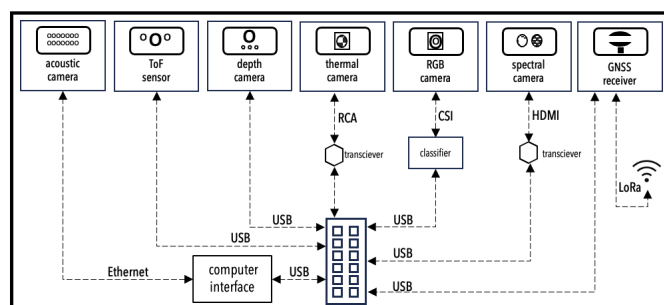 acoustic
camera
ToF
sensor
depth
camera
thermal
camera
RGB
camera
spectral
camera
GNSS
receiver
RCA
CSI
HDMI
transciever
classifier
transciever
LoRa
USB
USB
USB
USB
Ethernet
computer
interface
USB
USB